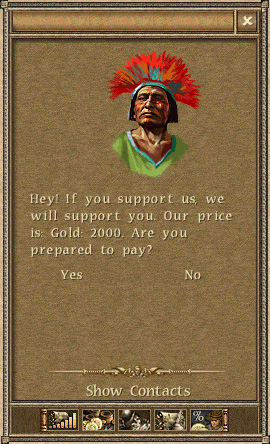 Hey! If you support us, we
will support you. Our price
is: Gold: 2000. Are you
prepared to pay?
Yes No
Show Contacts
%